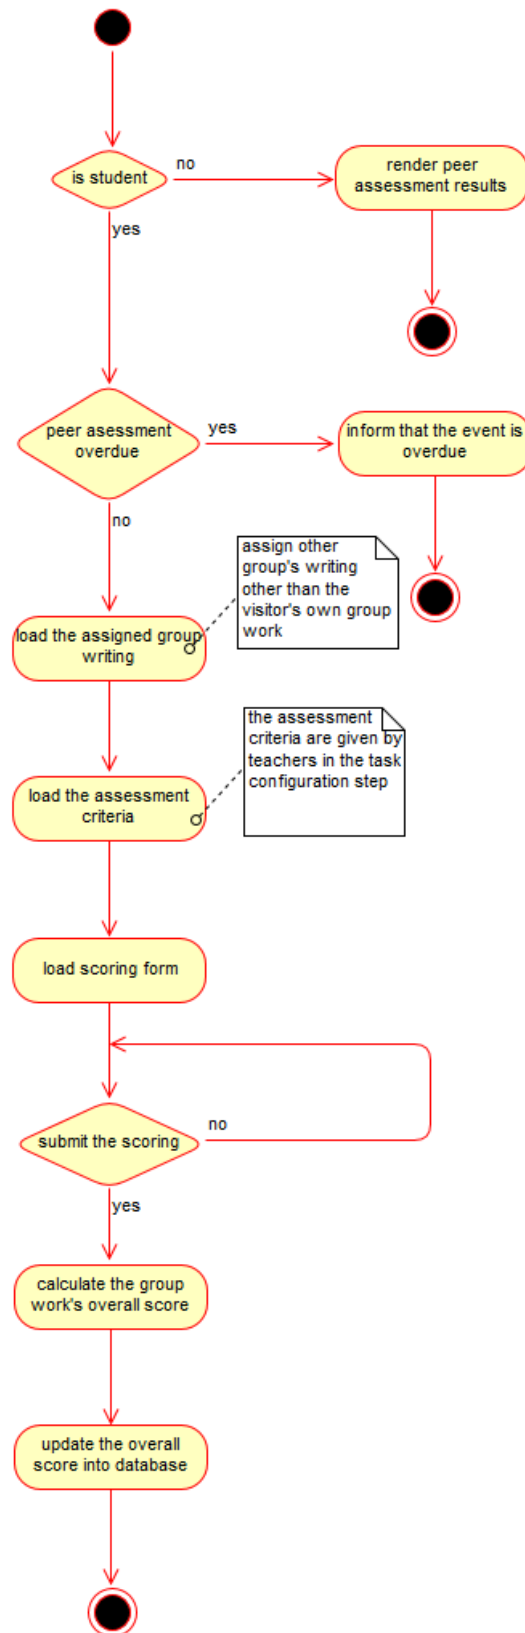 is student
no
render peer
assessment results
yes
peer asessment
overdue
yes
inform that the event is
overdue
no
assign other
group's writing
other than the
visitor's own group
work
load the assigned group
writing
the assessment
criteria are given by
teachers in the task
configuration step
load the assessment
criteria
load scoring form
submit the scoring
no
yes
calculate the group
work's overall score
update the overall
score into database